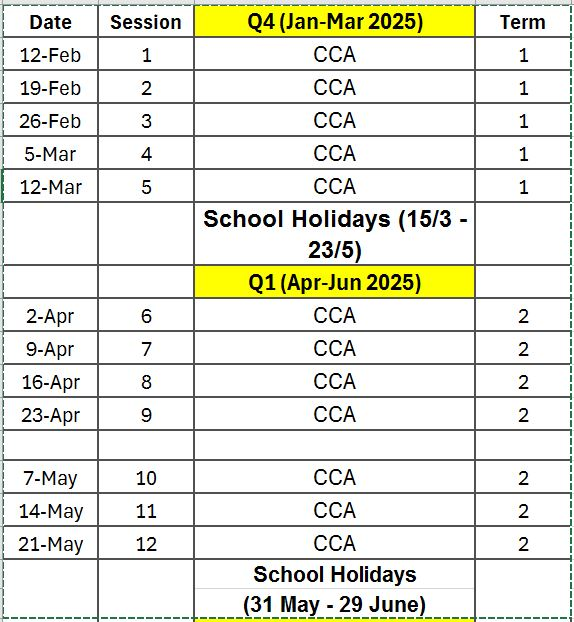 Date Session Q4 (Jan-Mar 2025) Term
12-Feb 1 CCA 1
19-Feb 2 CCA 1
26-Feb 3 CCA 1
5-Mar 4 CCA 1
12-Mar 5 CCA 1
School Holidays (15/3 -
23/5)
Q1 (Apr-Jun 2025)
2-Apr 6 CCA 2
9-Apr 7 CCA 2
16-Apr 8 CCA 2
23-Apr 9 CCA 2
7-May 10 CCA 2
14-May 11 CCA 2
21-May 12 CCA 2
School Holidays
(31 May - 29 June)